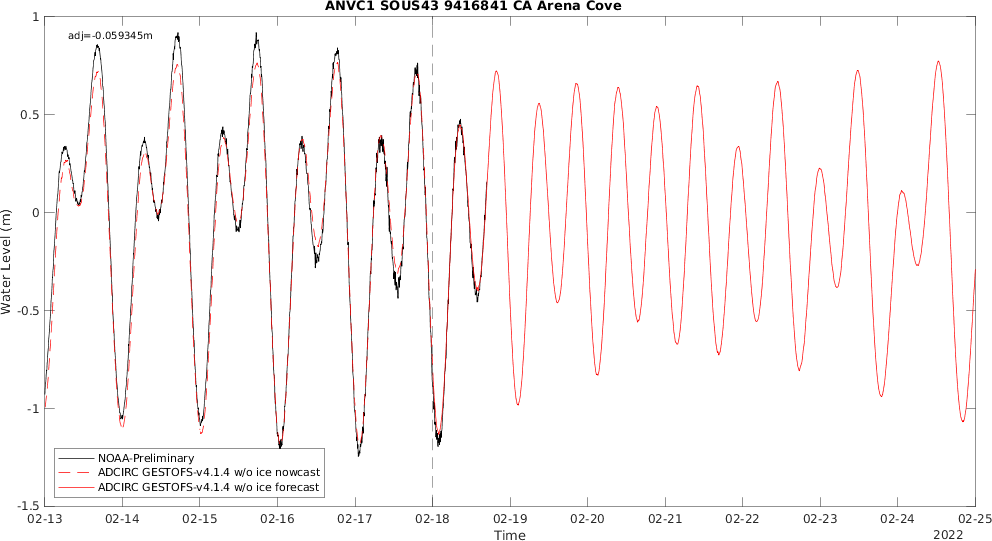 ANVC1 SOUS43 9416841 CA Arena Cove
adj=-0.059345m
1
0.5
0
-0.5
-1
-1.5
Water Level (m)
NOAA-Preliminary
ADCIRC GESTOFS-v4.1.4 w/o ice nowcast
ADCIRC GESTOFS-v4.1.4 w/o ice forecast
02-13 02-14 02-15 02-16 02-17 02-18 02-19 02-20 02-21 02-22 02-23 02-24 02-25
Time
2022